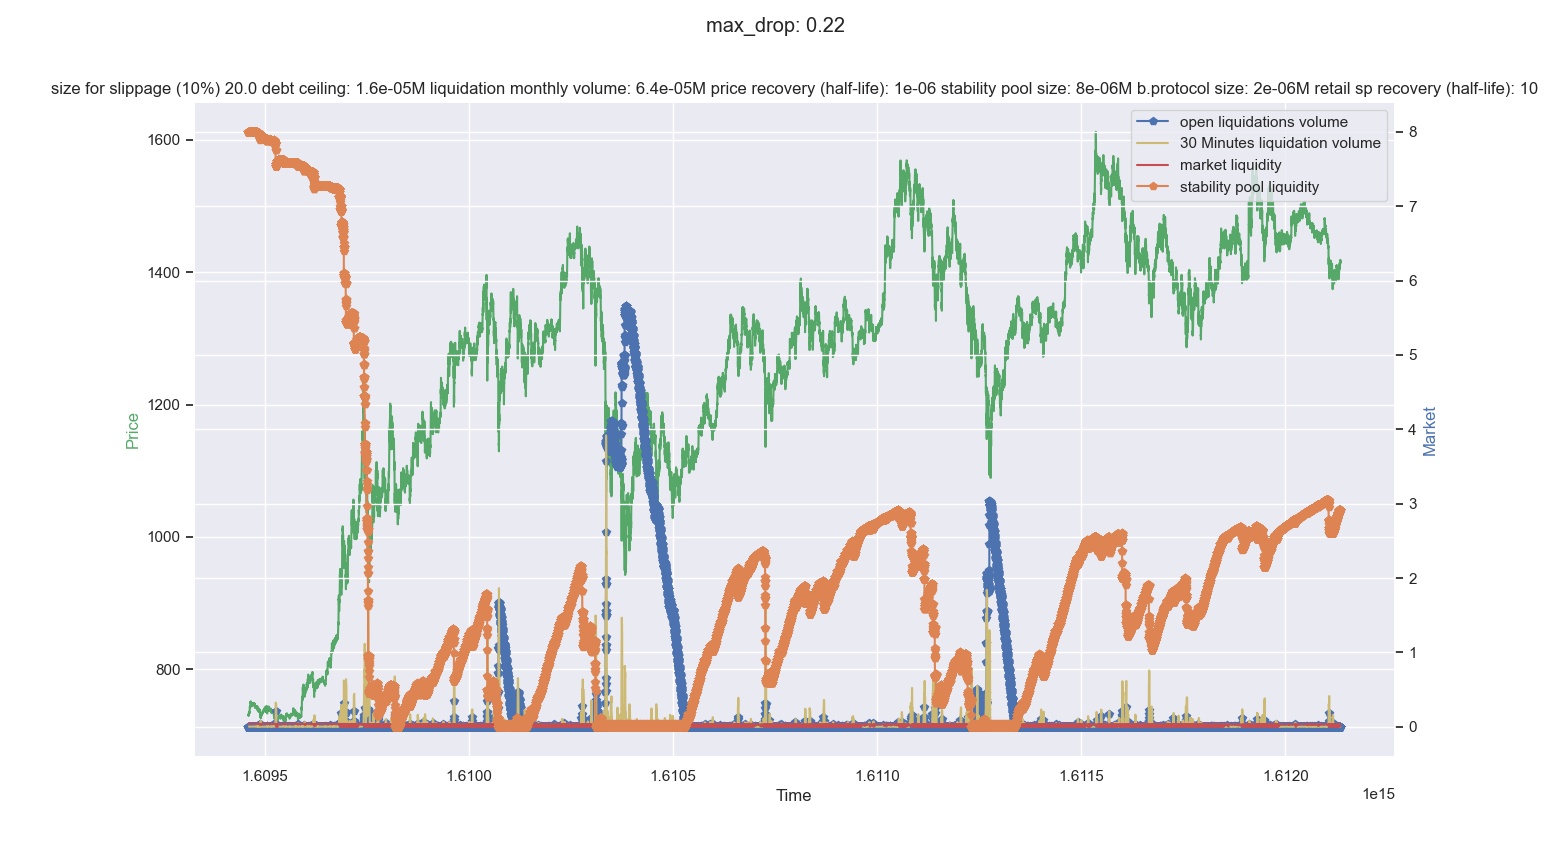 max_drop: 0.22
size for slippage (10%) 20.0 debt ceiling: 1.6e-05M liquidation monthly volume: 6.4e-05M price recovery (half-life): 1e-06 stability pool size: 8e-06M b.protocol size: 2e-06M retail sp recovery (half-life): 10
open liquidations volume
30 Minutes liquidation volume
market liquidity
stability pool liquidity
1600
1400
1200
1000
800
Price
8
7
6
5
4
3
2
1
0
Market
1.6095 1.6100 1.6105 1.6110 1.6115 1.6120
Time
1e15